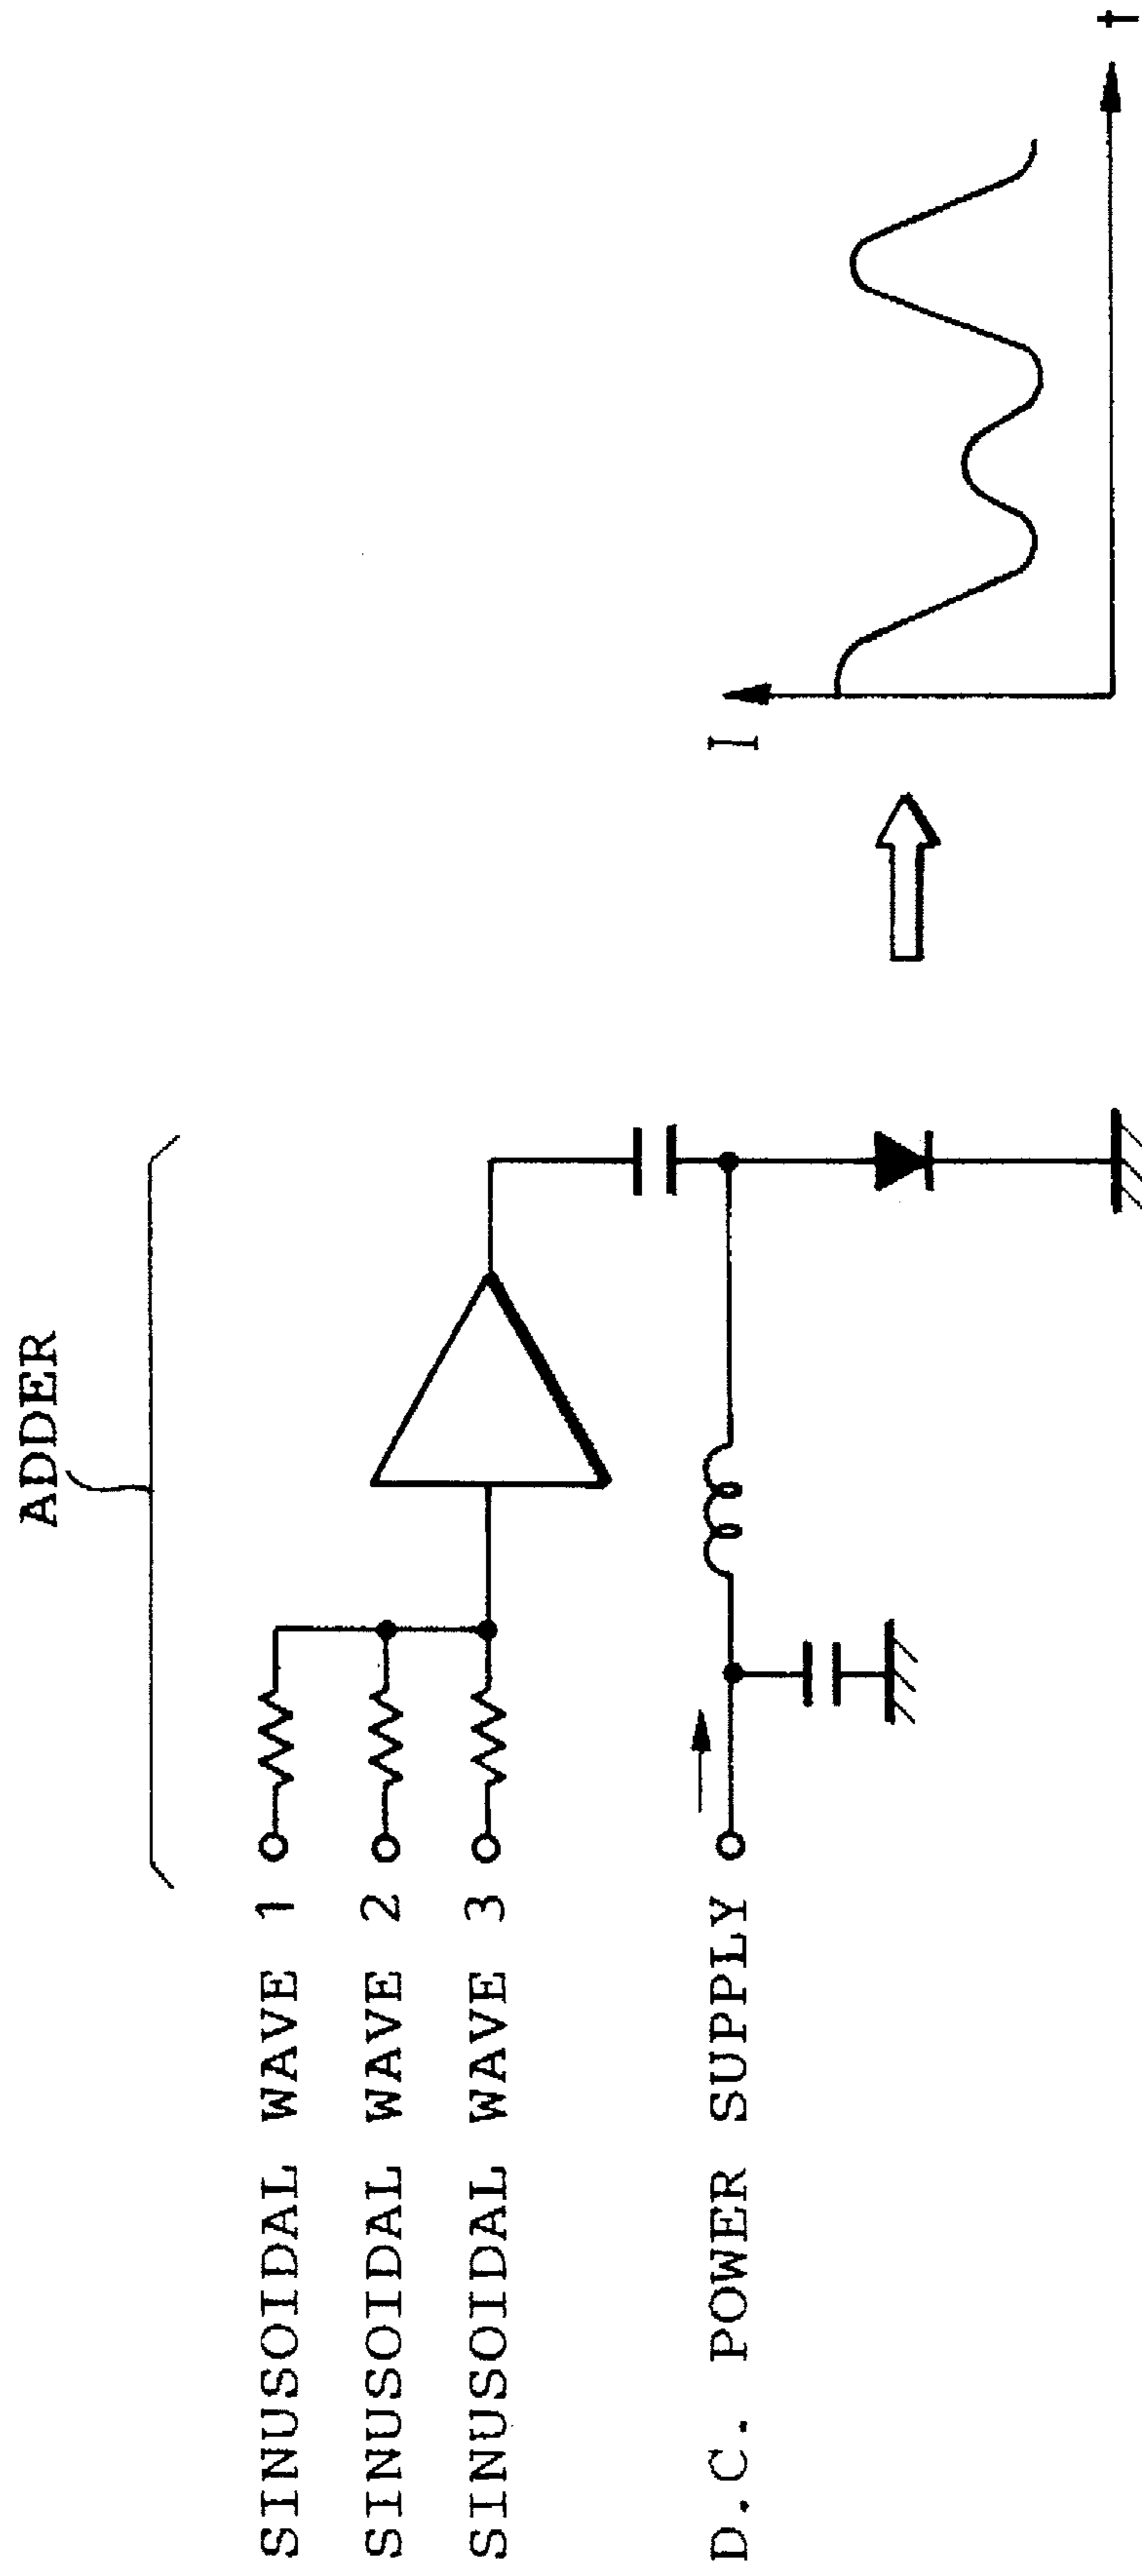 ADDER
SINUSOIDAL WAVE 1
SINUSOIDAL WAVE 2
SINUSOIDAL WAVE 3
D.C. POWER SUPPLY
I
t